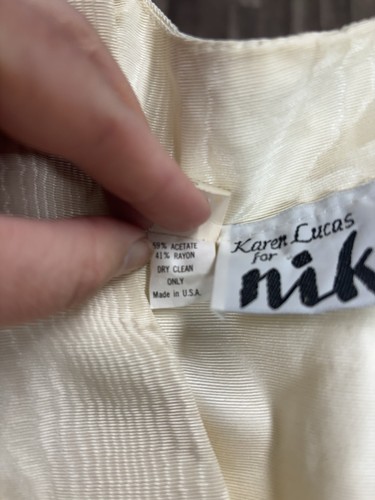 59% ACETATE
41% RAYON
DRY CLEAN
ONLY
Made in U.S.A.
Karen Lucas
for
nik